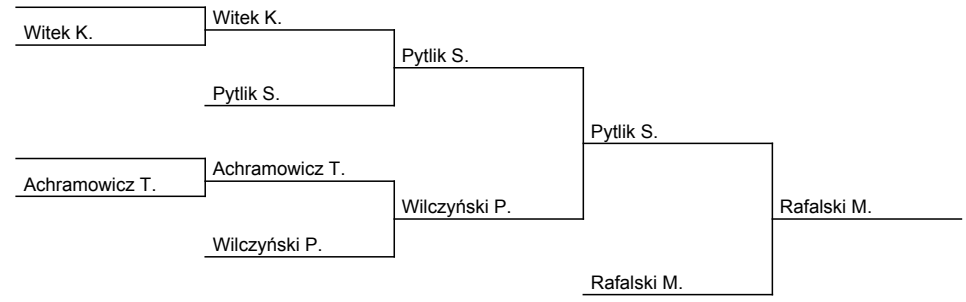 Witek K.
Witek K.
Pytlik S.
Pytlik S.
Pytlik S.
Achramowicz T.
Achramowicz T.
Wilczyński P.
Rafalski M.
Wilczyński P.
Rafalski M.